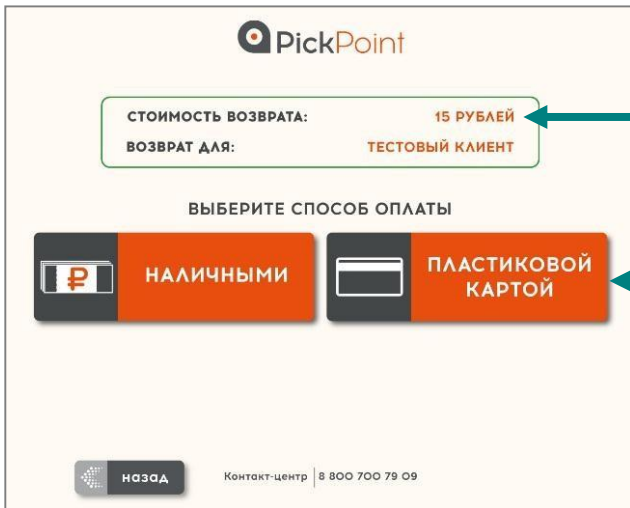 PickPoint
СТОИМОСТЬ ВОЗВРАТА: 15 РУБЛЕЙ
ВОЗВРАТ ДЛЯ: ТЕСТОВЫЙ КЛИЕНТ
ВЫБЕРИТЕ СПОСОБ ОПЛАТЫ
₽ НАЛИЧНЫМИ
ПЛАСТИКОВОЙ
КАРТОЙ
назад
Контакт-центр | 8 800 700 79 09